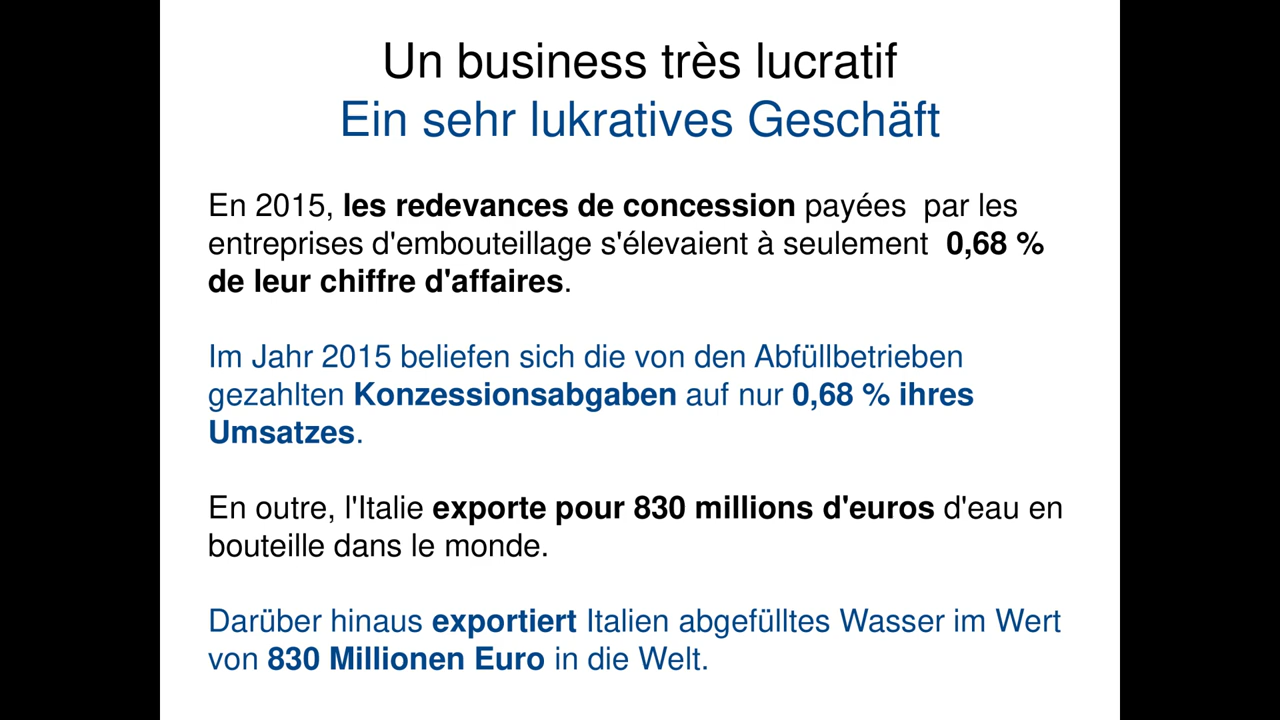 Un business très lucratif
Ein sehr lukratives Geschäft
En 2015, les redevances de concession payées  par les
entreprises d'embouteillage s'élevaient à seulement  0,68 %
de leur chiffre d'affaires.
Im Jahr 2015 beliefen sich die von den Abfüllbetrieben
gezahlten Konzessionsabgaben auf nur 0,68 % ihres
Umsatzes.
En outre, l'Italie exporte pour 830 millions d'euros d'eau en
bouteille dans le monde.
Darüber hinaus exportiert Italien abgefülltes Wasser im Wert
von 830 Millionen Euro in die Welt.